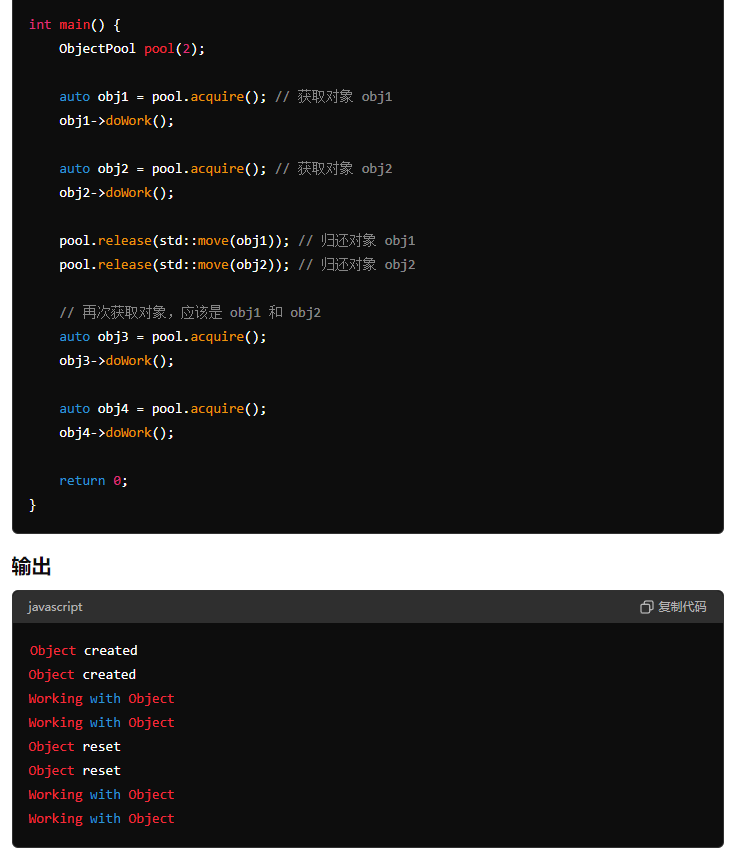 int main() {
    ObjectPool pool(2);
    auto obj1 = pool.acquire(); // 获取对象 obj1
    obj1->doWork();
    auto obj2 = pool.acquire(); // 获取对象 obj2
    obj2->doWork();
    pool.release(std::move(obj1)); // 归还对象 obj1
    pool.release(std::move(obj2)); // 归还对象 obj2
    // 再次获取对象，应该是 obj1 和 obj2
    auto obj3 = pool.acquire();
    obj3->doWork();
    auto obj4 = pool.acquire();
    obj4->doWork();
    return 0;
}
输出
javascript 复制代码
Object created
Object created
Working with Object
Working with Object
Object reset
Object reset
Working with Object
Working with Object